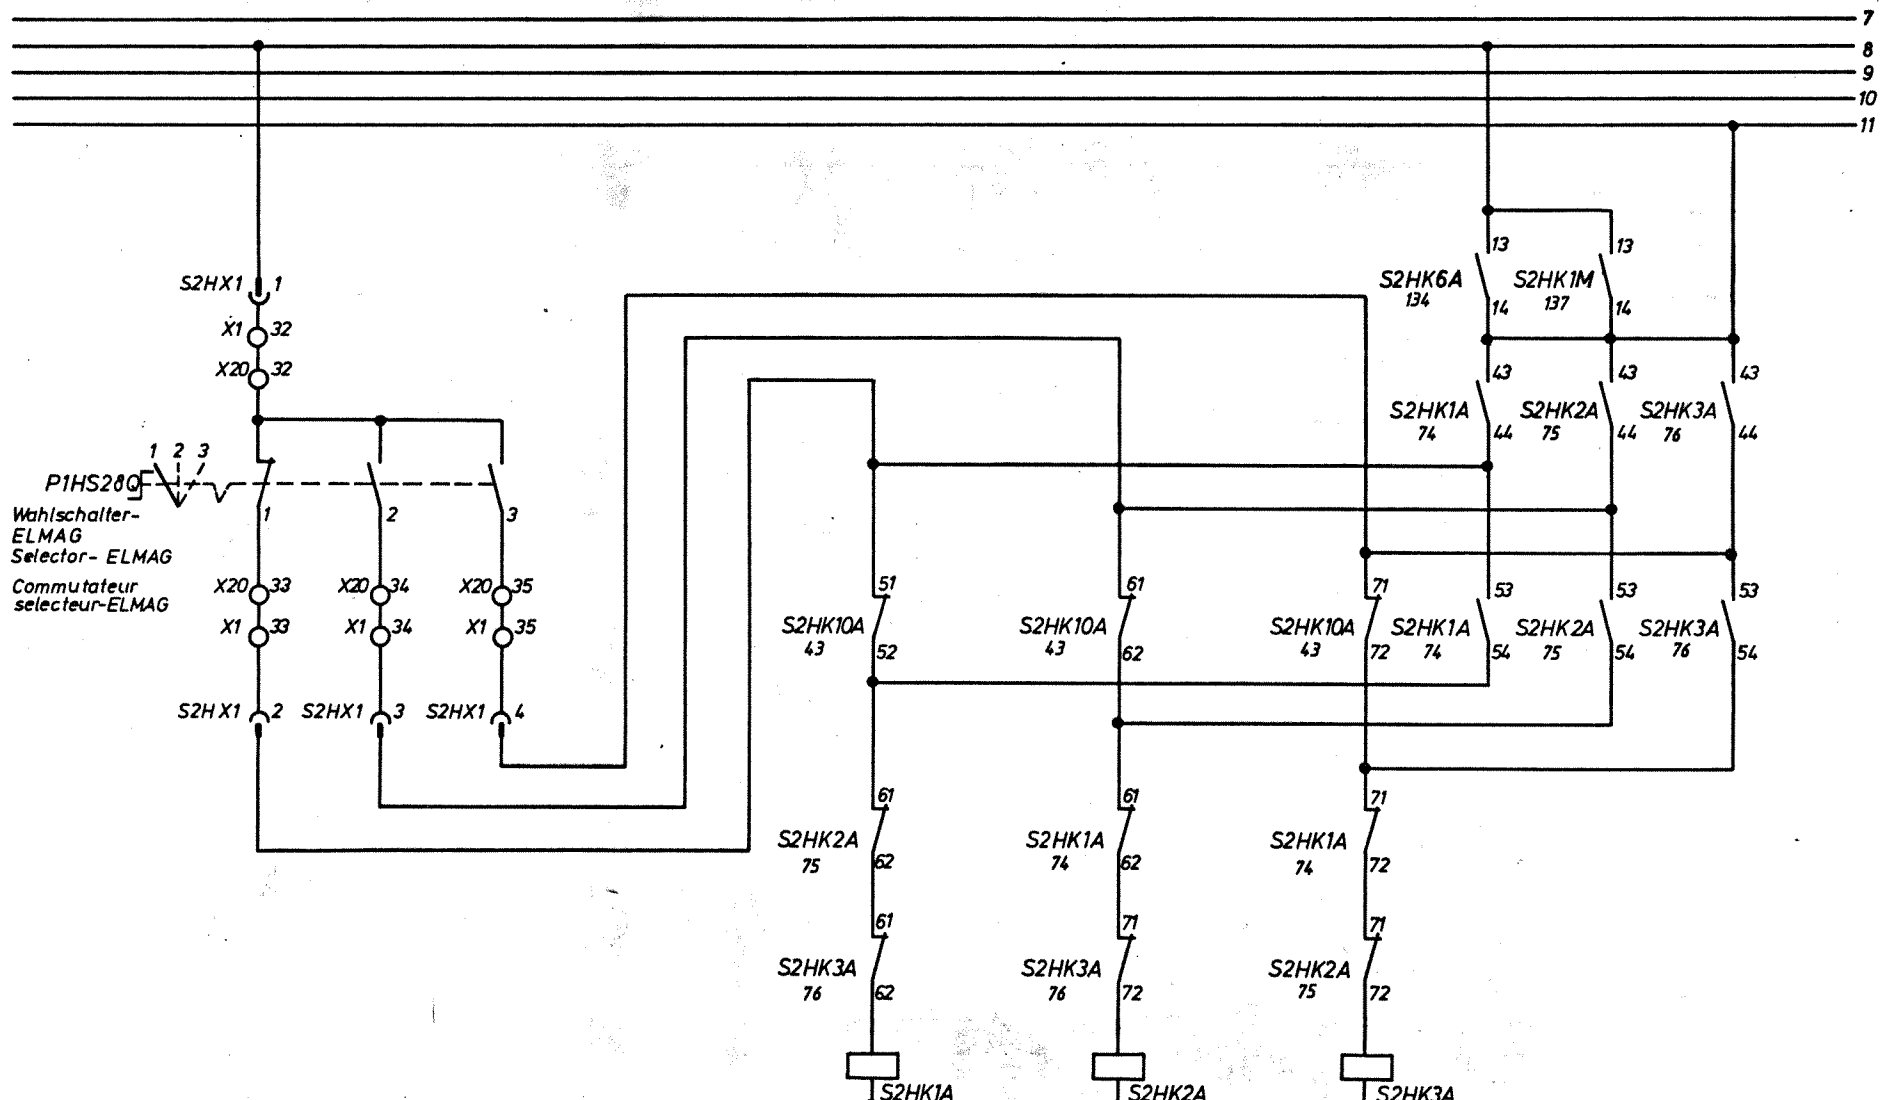 7
8
9
10
11
S2HX1 1
X1 32
X20 32
1 2 3
P1HS28Q
Wahlschalter-
ELMAG
Selector- ELMAG
Commutateur
selecteur-ELMAG
1 2 3
X20 33 X20 34 X20 35
X1 33 X1 34 X1 35
S2HX1 2 S2HX1 3 S2HX1 4
13 13
S2HK6A S2HK1M
134 137
14 14
43 43 43
S2HK1A S2HK2A S2HK3A
74 75 76
44 44 44
51 61 71 53 53 53
S2HK10A S2HK10A S2HK10A S2HK1A S2HK2A S2HK3A
43 43 43 74 75 76
52 62 72 54 54 54
61 61 71
S2HK2A S2HK1A S2HK1A
75 74 74
62 62 72
61 71 71
S2HK3A S2HK3A S2HK2A
76 76 75
62 72 72
S2HK1A S2HK2A S2HK3A